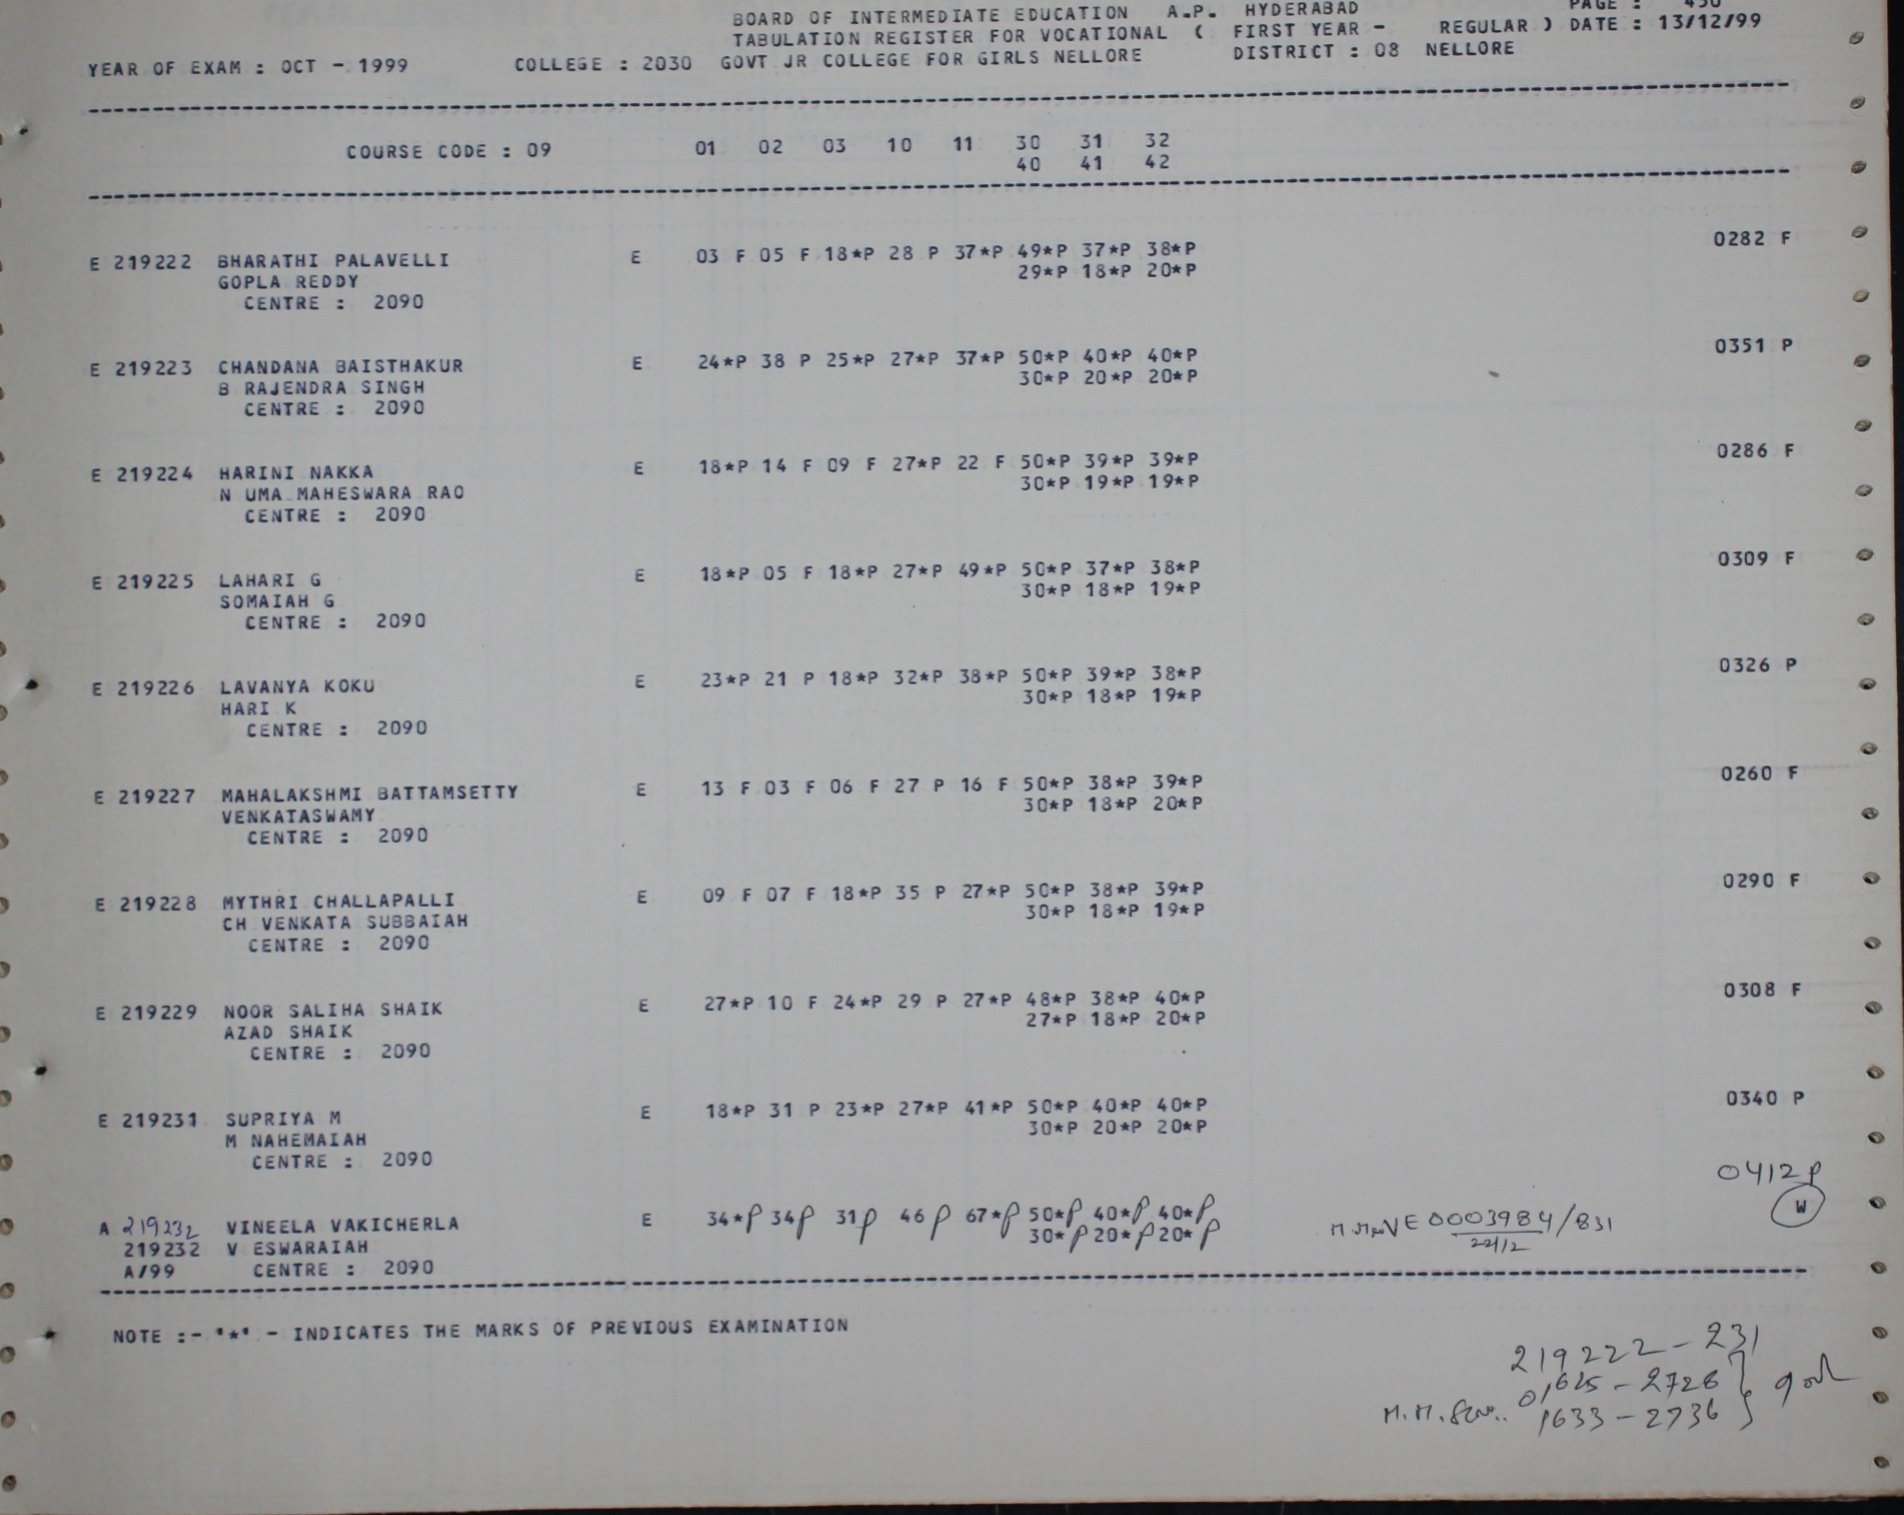 BOARD OF INTERMEDIATE EDUCATION A.P. HYDERABAD PAGE : 450
TABULATION REGISTER FOR VOCATIONAL ( FIRST YEAR - REGULAR ) DATE : 13/12/99
YEAR OF EXAM : OCT - 1999 COLLEGE : 2030 GOVT JR COLLEGE FOR GIRLS NELLORE DISTRICT : 08 NELLORE
COURSE CODE : 09 01 02 03 10 11 30 31 32
40 41 42
E 219222 BHARATHI PALAVELLI E 03 F 05 F 18*P 28 P 37*P 49*P 37*P 38*P 0282 F
GOPLA REDDY 29*P 18*P 20*P
CENTRE : 2090
E 219223 CHANDANA BAISTHAKUR E 24*P 38 P 25*P 27*P 37*P 50*P 40*P 40*P 0351 P
B RAJENDRA SINGH 30*P 20*P 20*P
CENTRE : 2090
E 219224 HARINI NAKKA E 18*P 14 F 09 F 27*P 22 F 50*P 39*P 39*P 0286 F
N UMA MAHESWARA RAO 30*P 19*P 19*P
CENTRE : 2090
E 219225 LAHARI G E 18*P 05 F 18*P 27*P 49*P 50*P 37*P 38*P 0309 F
SOMAIAH G 30*P 18*P 19*P
CENTRE : 2090
E 219226 LAVANYA KOKU E 23*P 21 P 18*P 32*P 38*P 50*P 39*P 38*P 0326 P
HARI K 30*P 18*P 19*P
CENTRE : 2090
E 219227 MAHALAKSHMI BATTAMSETTY E 13 F 03 F 06 F 27 P 16 F 50*P 38*P 39*P 0260 F
VENKATASWAMY 30*P 18*P 20*P
CENTRE : 2090
E 219228 MYTHRI CHALLAPALLI E 09 F 07 F 18*P 35 P 27*P 50*P 38*P 39*P 0290 F
CH VENKATA SUBBAIAH 30*P 18*P 19*P
CENTRE : 2090
E 219229 NOOR SALIHA SHAIK E 27*P 10 F 24*P 29 P 27*P 48*P 38*P 40*P 0308 F
AZAD SHAIK 27*P 18*P 20*P
CENTRE : 2090
E 219231 SUPRIYA M E 18*P 31 P 23*P 27*P 41*P 50*P 40*P 40*P 0340 P
M NAHEMAIAH 30*P 20*P 20*P
CENTRE : 2090
0412 P
A 219232 VINEELA VAKICHERLA E 34*P 34 P 31 P 46 P 67*P 50*P 40*P 40*P VE 0003984/831 W
219232 V ESWARAIAH 30*P 20*P 20*P 22/12
A/99 CENTRE : 2090
NOTE :- '*' - INDICATES THE MARKS OF PREVIOUS EXAMINATION
219222 - 231
1625 - 2728
M.M. 1633 - 2736